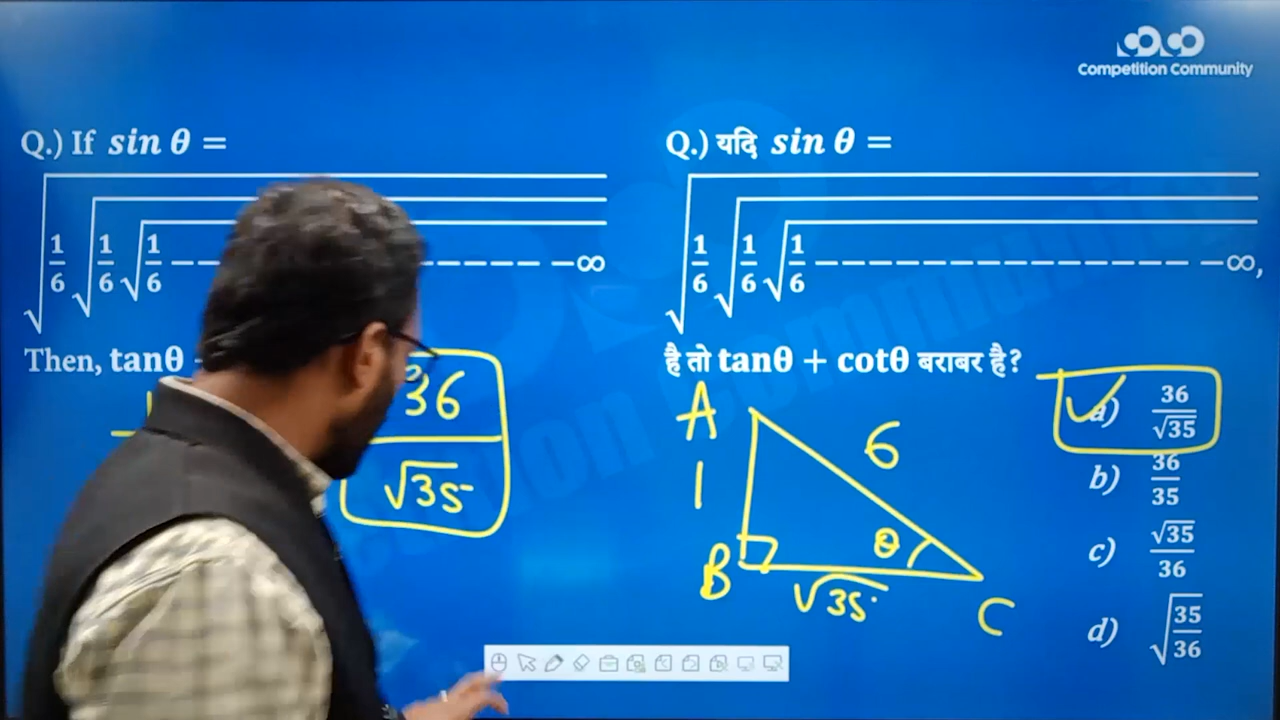 Competition Community
Q.) If sin θ =
√1/6 √1/6 √1/6 -- ------- -∞
Then, tanθ
36
√35
Q.) यदि sin θ =
√1/6 √1/6 √1/6 --------------- -∞,
है तो tanθ + cotθ बराबर है?
A
1
B
6
θ
√35
C
a) 36/√35
b) 36/35
c) √35/36
d) √35/36